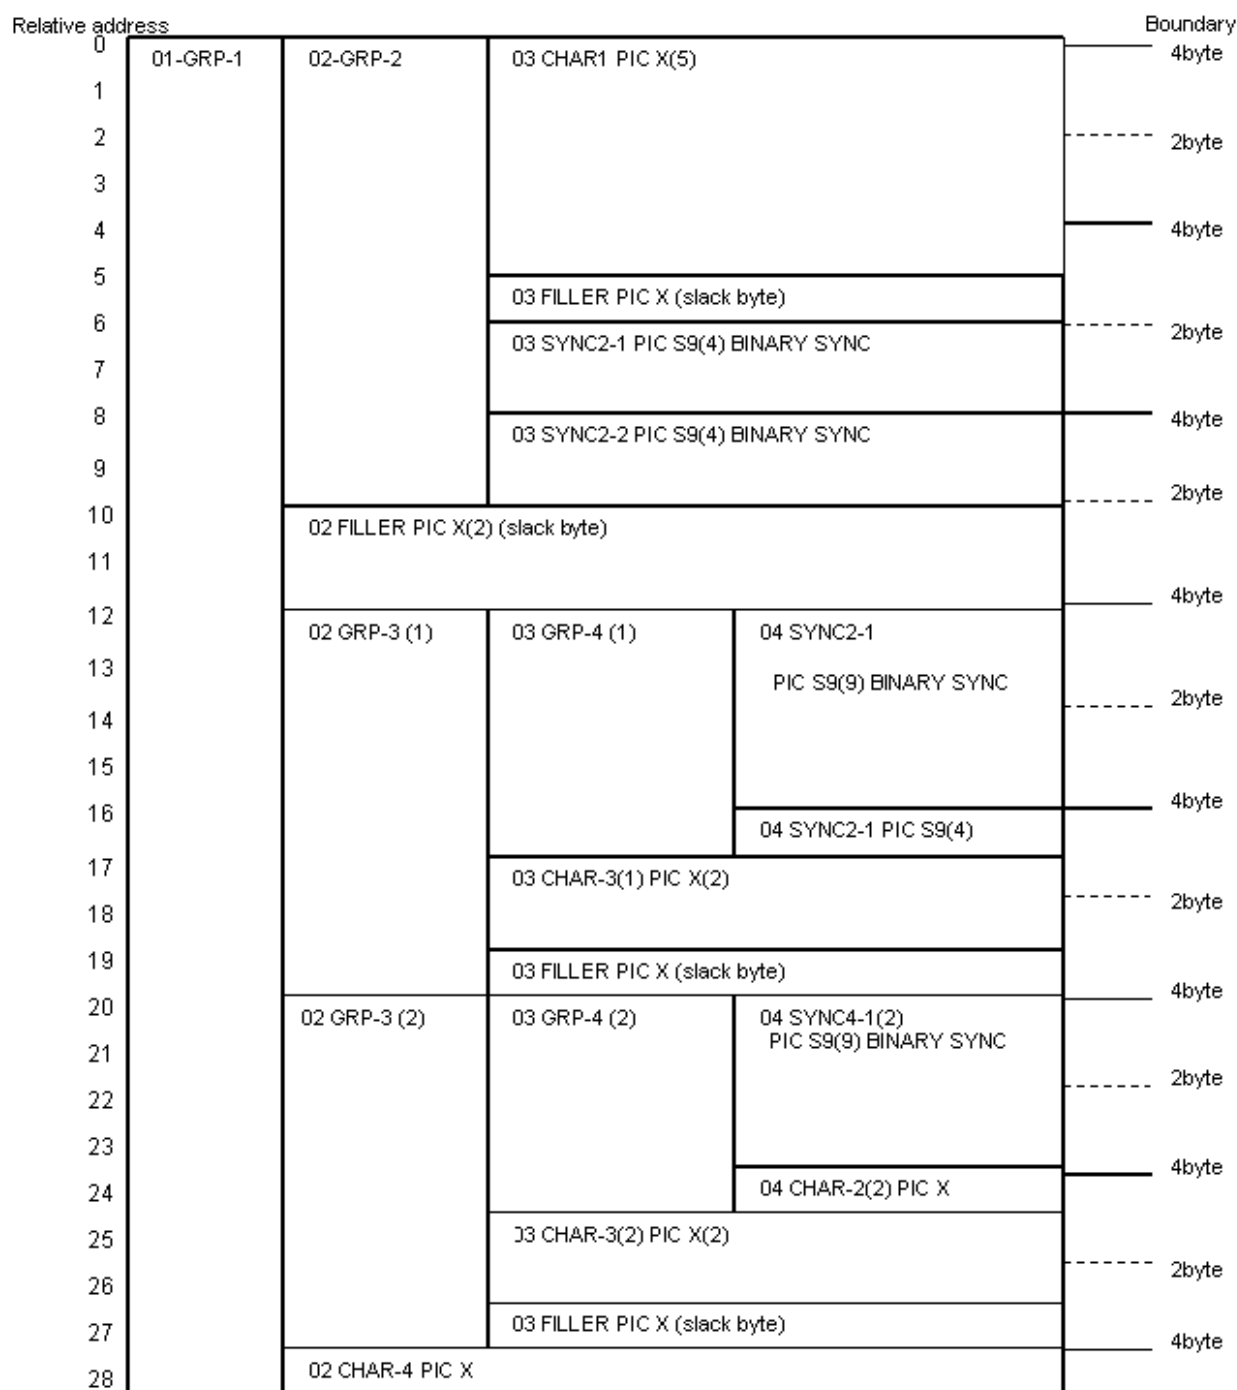 Relative address
Boundary
0
01-GRP-1
02-GRP-2
03 CHAR1 PIC X(5)
4byte
1
2
2byte
3
4
4byte
5
03 FILLER PIC X (slack byte)
6
2byte
03 SYNC2-1 PIC S9(4) BINARY SYNC
7
8
4byte
03 SYNC2-2 PIC S9(4) BINARY SYNC
9
2byte
10
02 FILLER PIC X(2) (slack byte)
11
4byte
12
02 GRP-3 (1)
03 GRP-4 (1)
04 SYNC2-1
13
PIC S9(9) BINARY SYNC
2byte
14
15
4byte
16
04 SYNC2-1 PIC S9(4)
17
03 CHAR-3(1) PIC X(2)
2byte
18
19
03 FILLER PIC X (slack byte)
4byte
20
02 GRP-3 (2)
03 GRP-4 (2)
04 SYNC4-1(2)
PIC S9(9) BINARY SYNC
21
2byte
22
23
4byte
24
04 CHAR-2(2) PIC X
25
03 CHAR-3(2) PIC X(2)
2byte
26
27
03 FILLER PIC X (slack byte)
4byte
28
02 CHAR-4 PIC X